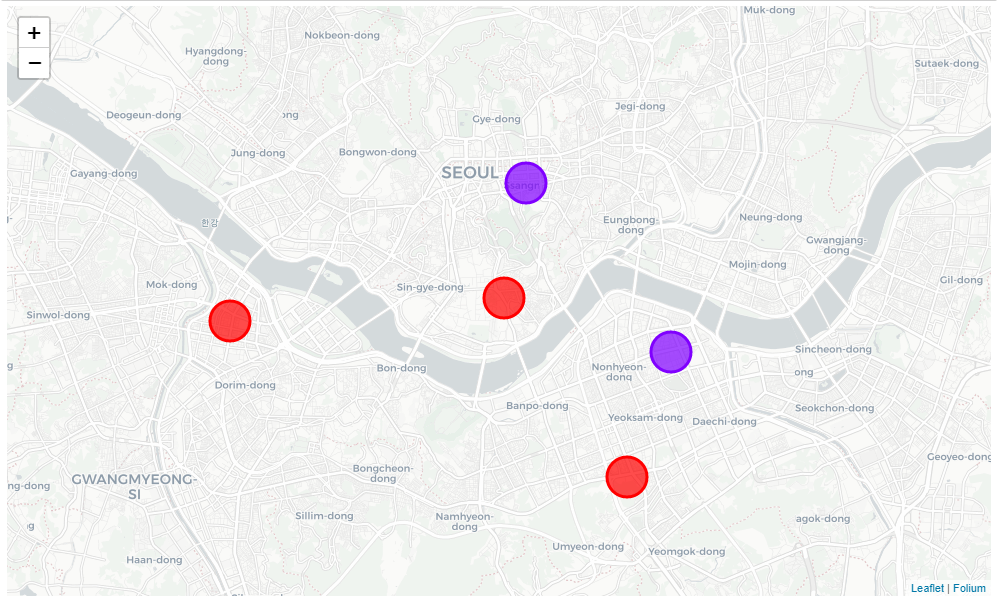 Muk-dong
+
Nokbeon-dong
Hyangdong-
dong
−
Sutaek-dong
Jegi-dong
Deogeun-dong
ong
Gye-dong
Jung-dong
Bongwon-dong
SEOUL
Gayang-dong
한강
Eungbong-
dong
Neung-dong
Gwangjang-
dong
Mojin-dong
Mok-dong
Sin-gye-dong
Gil-dong
Sinwol-dong
Sincheon-dong
Bon-dong
Nonhyeon-
dong
ong
Dorim-dong
Banpo-dong
Seokchon-dong
Yeoksam-dong
Daechi-dong
Geoyeo-dong
Bongcheon-
dong
GWANGMYEONG-
SI
ng-dong
Sillim-dong
Namhyeon-
dong
agok-dong
Umyeon-dong
Yeomgok-dong
Haan-dong
Leaflet | Folium